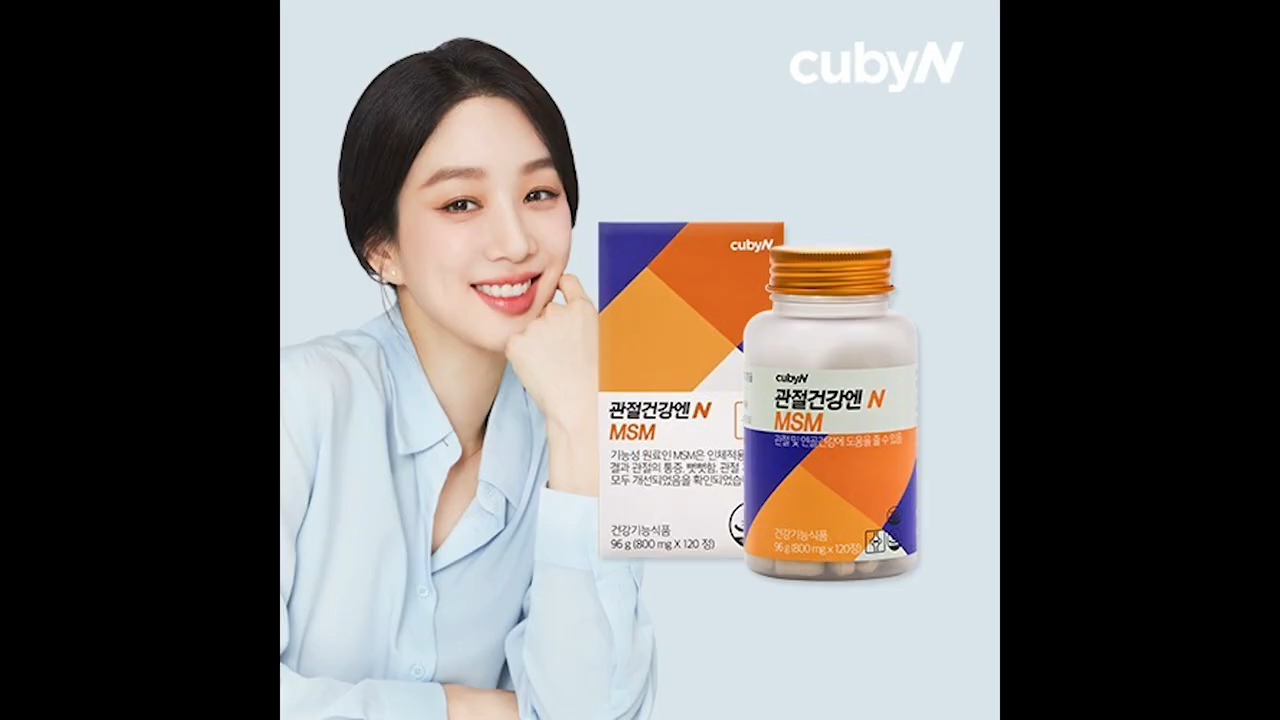 cubyN
cubyN
관절건강엔 N
MSM
기능성 원료인 MSM은 인체적용
결과 관절의 통증, 뻣뻣함, 관절
모두 개선되었음을 확인되었습
건강기능식품
96 g (800 mg X 120 정)
cubyN
관절건강엔 N
MSM
관절 및 연골건강에 도움을 줄 수 있음
건강기능식품
96 g (800 mg x 120정)